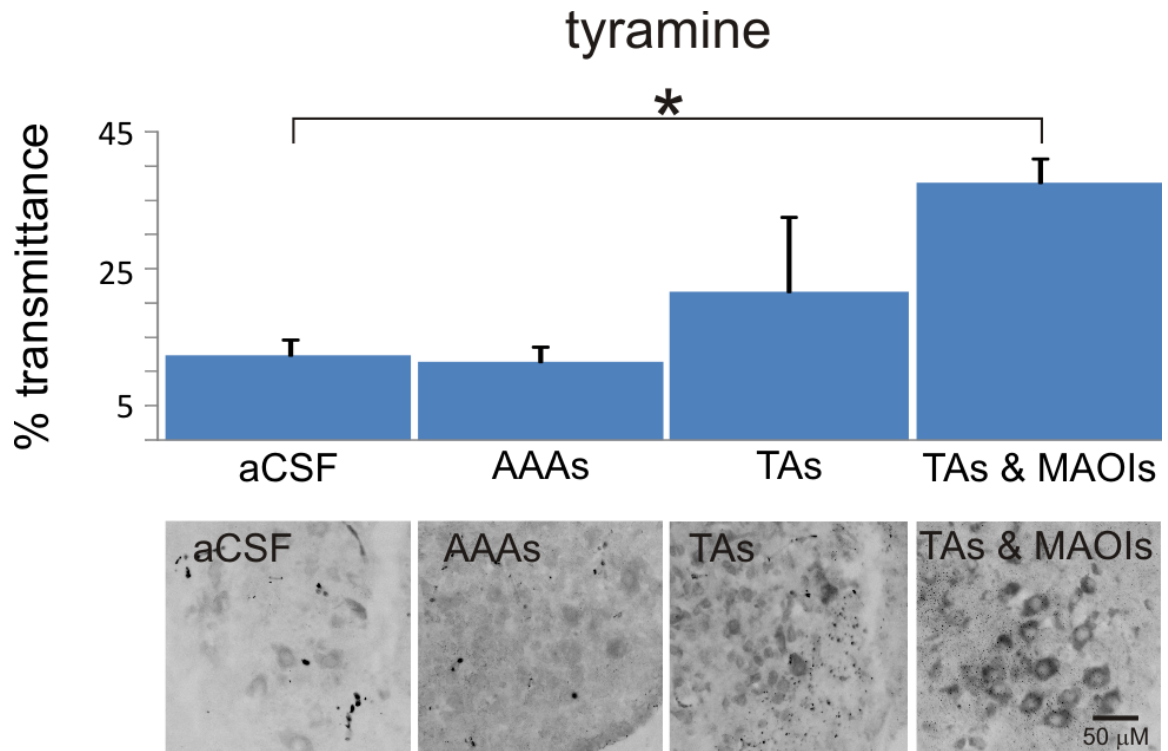 tyramine
*
% transmittance
45
25
5
aCSF
AAAs
TAs
TAs & MAOIs
aCSF
AAAs
TAs
TAs & MAOIs
50 μM